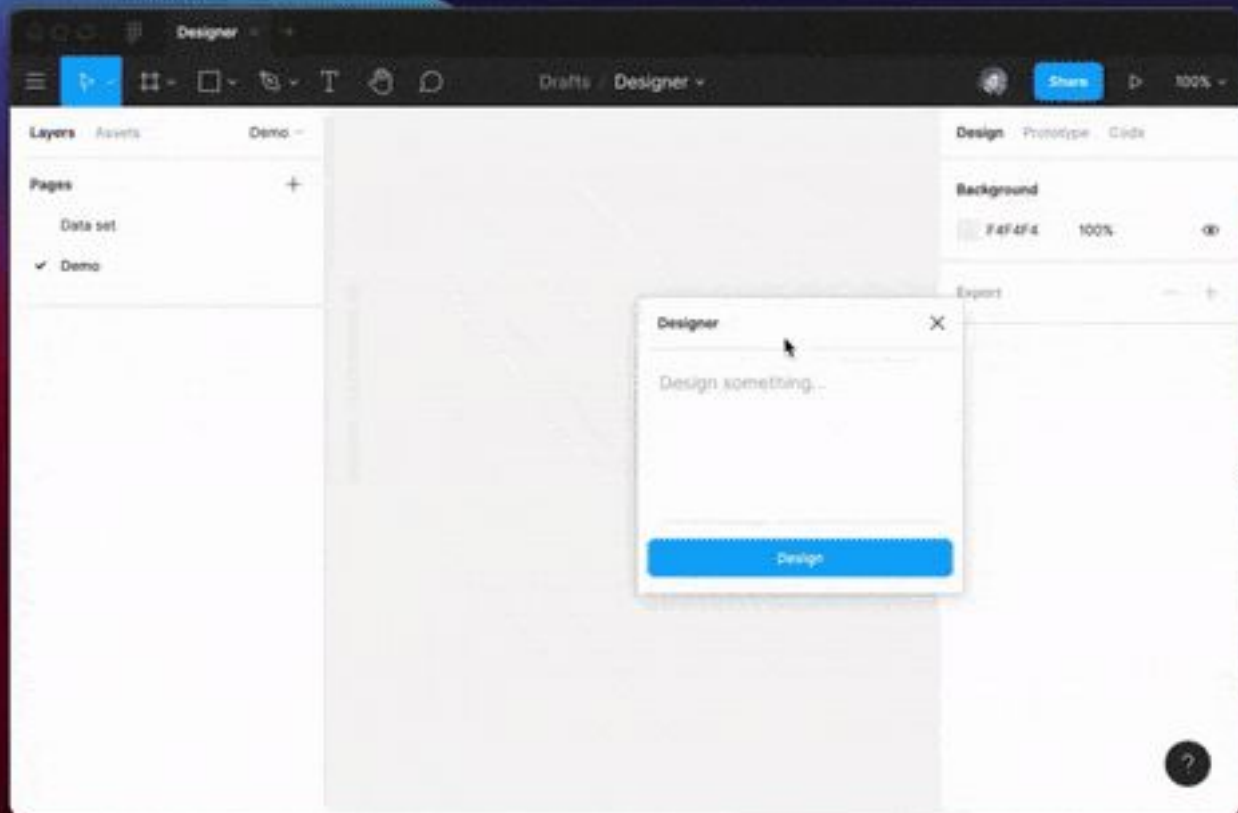 Designer
Drafts / Designer
Share
100%
Layers Assets Demo
Pages
Data set
Demo
Design Prototype Code
Background
F4F4F4 100%
Export
Designer
Design something...
Design
?